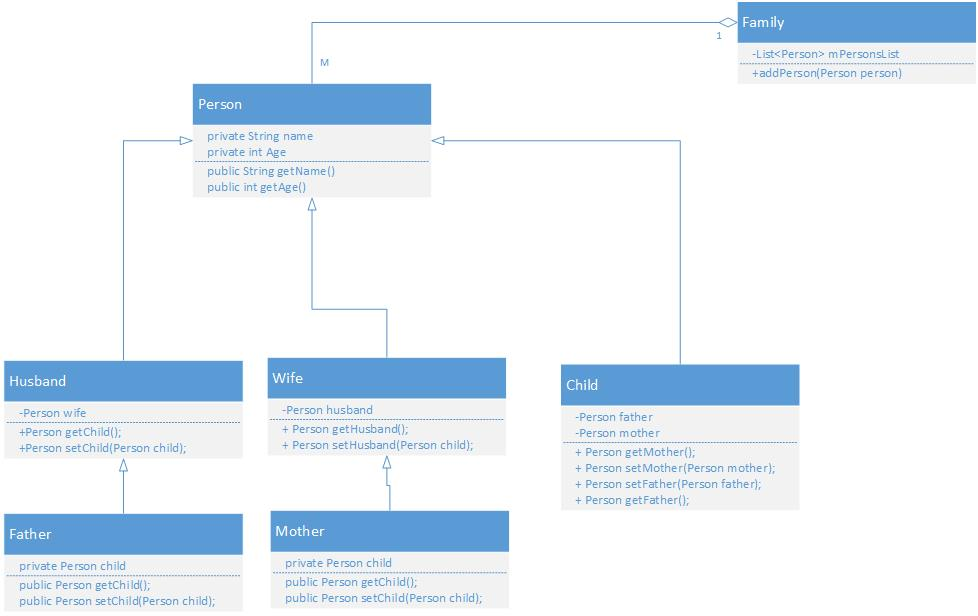 Family
-List<Person> mPersonsList
+addPerson(Person person)
1
M
Person
private String name
private int Age
public String getName()
public int getAge()
Husband
-Person wife
+Person getChild();
+Person setChild(Person child);
Wife
-Person husband
+ Person getHusband();
+ Person setHusband(Person child);
Child
-Person father
-Person mother
+ Person getMother();
+ Person setMother(Person mother);
+ Person setFather(Person father);
+ Person getFather();
Father
private Person child
public Person getChild();
public Person setChild(Person child);
Mother
private Person child
public Person getChild();
public Person setChild(Person child);